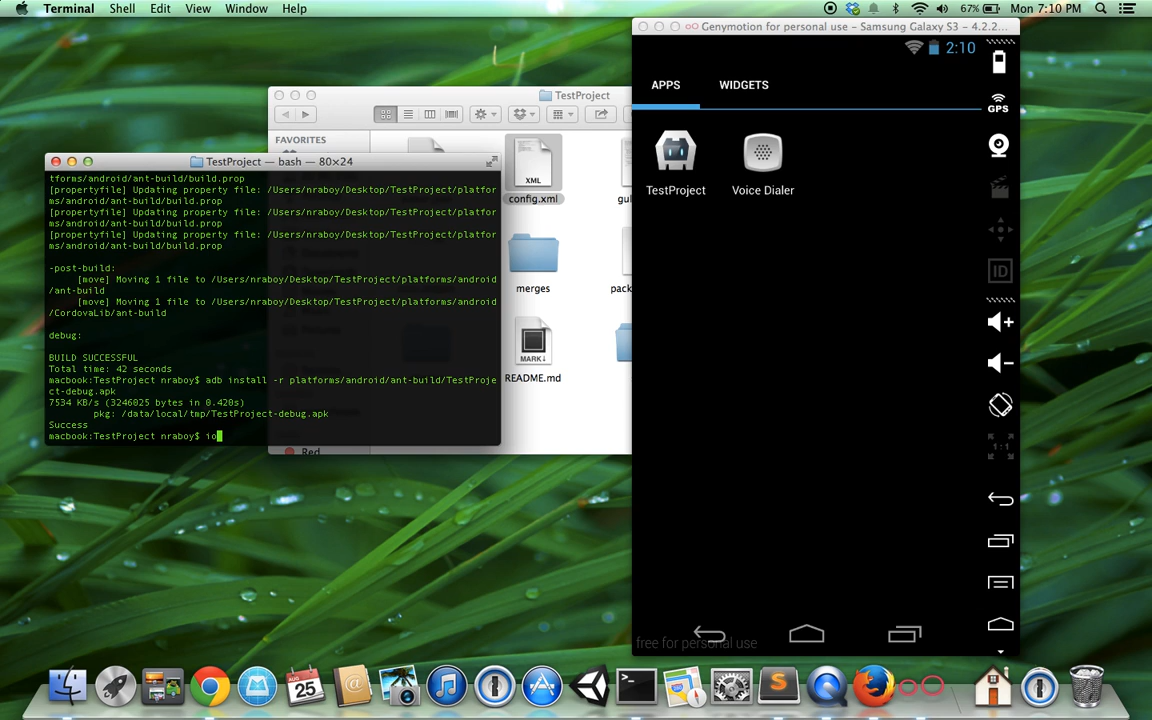 Terminal Shell Edit View Window Help
67% Mon 7:10 PM
Genymotion for personal use – Samsung Galaxy S3 – 4.2.2...
2:10
APPS WIDGETS
TestProject Voice Dialer
GPS
ID
1:1
free for personal use
TestProject
FAVORITES
XML
config.xml
gul
merges
pack
MARK↓
README.md
Red
TestProject — bash — 80×24
tforms/android/ant-build/build.prop
[propertyfile] Updating property file: /Users/nraboy/Desktop/TestProject/platfor
ms/android/ant-build/build.prop
[propertyfile] Updating property file: /Users/nraboy/Desktop/TestProject/platfor
ms/android/ant-build/build.prop
[propertyfile] Updating property file: /Users/nraboy/Desktop/TestProject/platfor
ms/android/ant-build/build.prop
-post-build:
[move] Moving 1 file to /Users/nraboy/Desktop/TestProject/platforms/android
/ant-build
[move] Moving 1 file to /Users/nraboy/Desktop/TestProject/platforms/android
/CordovaLib/ant-build
debug:
BUILD SUCCESSFUL
Total time: 42 seconds
macbook:TestProject nraboy$ adb install -r platforms/android/ant-build/TestProje
ct-debug.apk
7534 KB/s (3246025 bytes in 0.420s)
pkg: /data/local/tmp/TestProject-debug.apk
Success
macbook:TestProject nraboy$ io
AUG
25